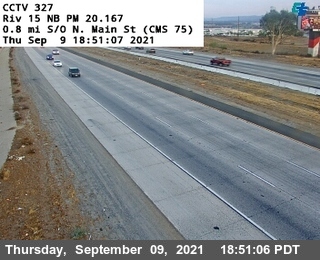 CCTV 327
Riv 15 NB PM 20.167
0.8 mi S/O N. Main St (CMS 75)
Thu Sep  9 18:51:07 2021
Thursday, September 09, 2021 18:51:06 PDT